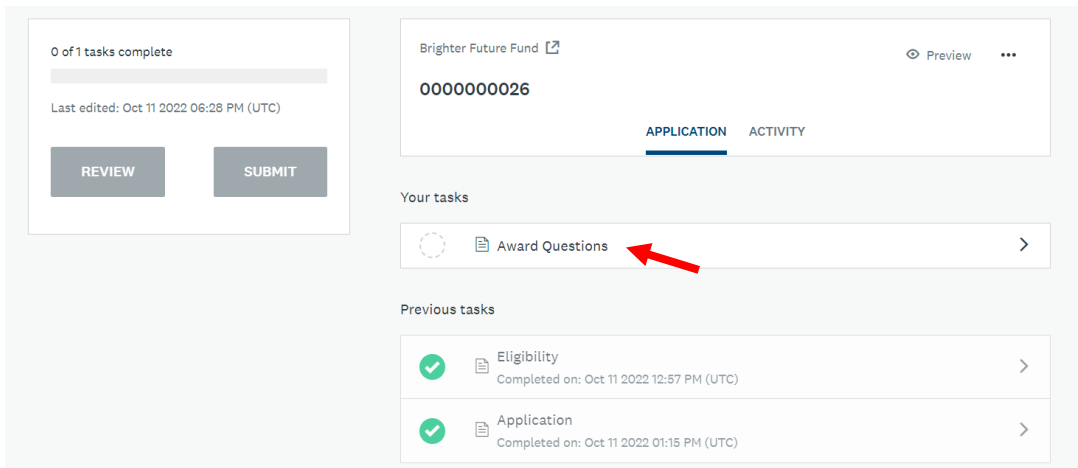 0 of 1 tasks complete
Last edited: Oct 11 2022 06:28 PM (UTC)
REVIEW
SUBMIT
Brighter Future Fund
Preview
0000000026
APPLICATION
ACTIVITY
Your tasks
Award Questions
Previous tasks
Eligibility
Completed on: Oct 11 2022 12:57 PM (UTC)
Application
Completed on: Oct 11 2022 01:15 PM (UTC)